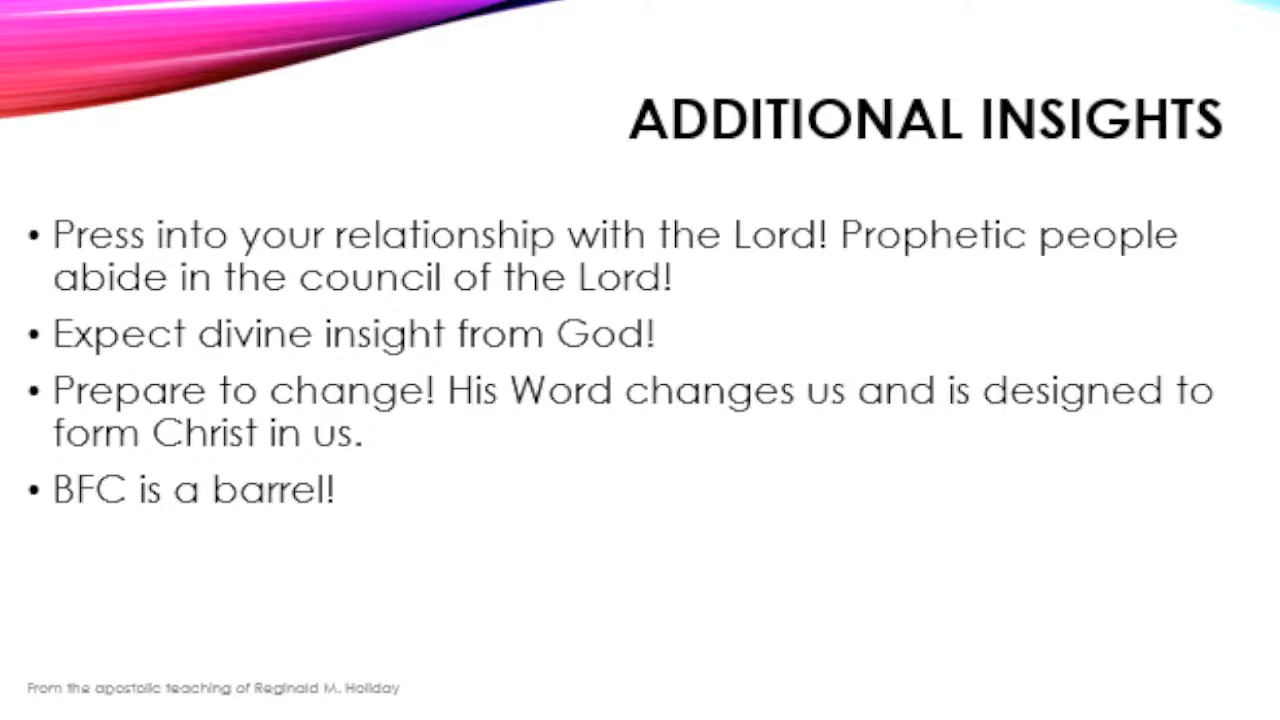 ADDITIONAL INSIGHTS
• Press into your relationship with the Lord! Prophetic people
abide in the council of the Lord!
• Expect divine insight from God!
• Prepare to change! His Word changes us and is designed to
form Christ in us.
• BFC is a barrel!
From the apostolic teaching of Reginald M. Holiday